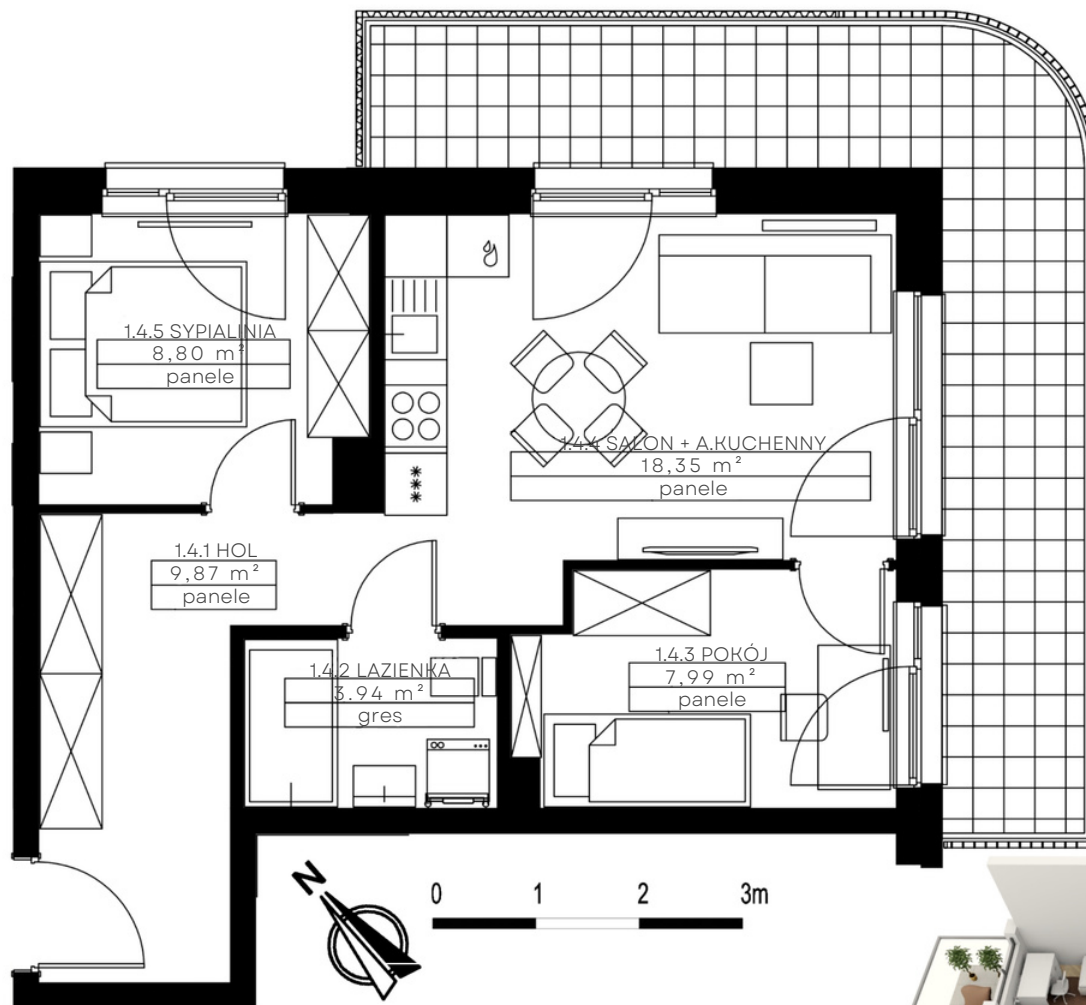 1.4.5 SYPIALINIA
8,80 m²
panele
1.4.4 SALON + A.KUCHENNY
18,35 m²
panele
1.4.1 HOL
9,87 m²
panele
1.4.2 LAZIENKA
3.94 m²
gres
1.4.3 POKÓJ
7,99 m²
panele
N
0 1 2 3m